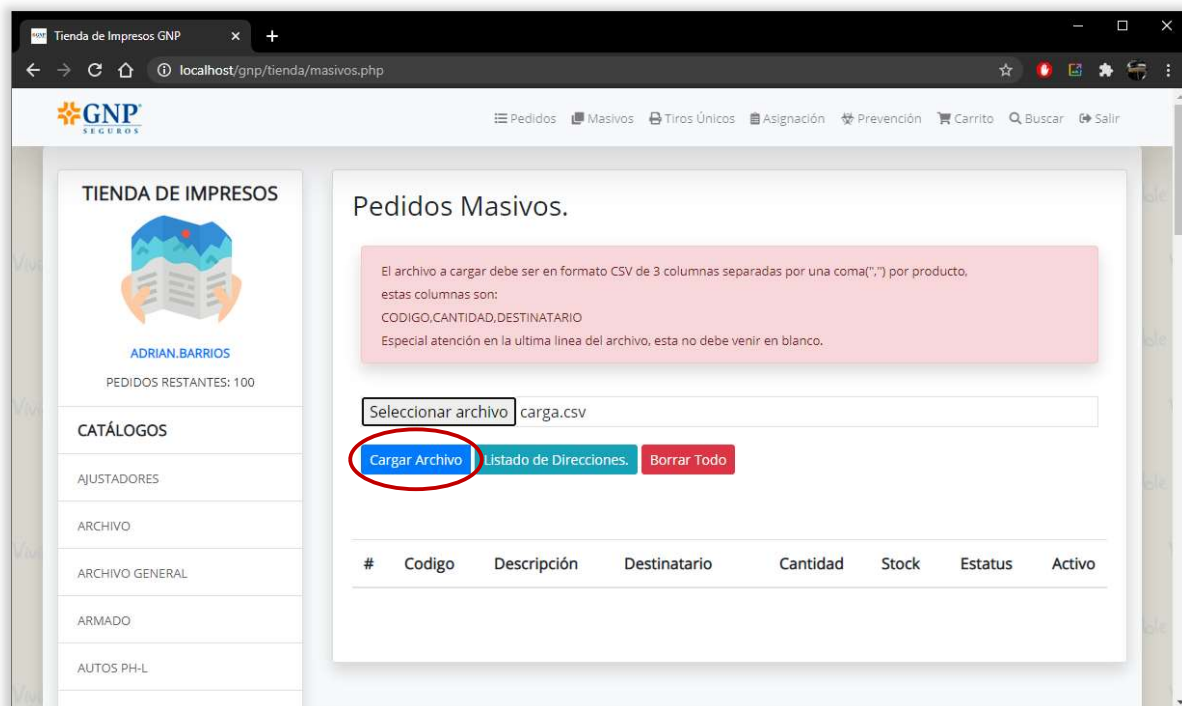 Tienda de Impresos GNP
localhost/gnp/tienda/masivos.php
GNP
SEGUROS
Pedidos Masivos Tiros Únicos Asignación Prevención Carrito Buscar Salir
TIENDA DE IMPRESOS
ADRIAN.BARRIOS
PEDIDOS RESTANTES: 100
CATÁLOGOS
AJUSTADORES
ARCHIVO
ARCHIVO GENERAL
ARMADO
AUTOS PH-L
Pedidos Masivos.
El archivo a cargar debe ser en formato CSV de 3 columnas separadas por una coma(",") por producto,
estas columnas son:
CODIGO,CANTIDAD,DESTINATARIO
Especial atención en la ultima linea del archivo, esta no debe venir en blanco.
Seleccionar archivo carga.csv
Cargar Archivo Listado de Direcciones. Borrar Todo
# Codigo Descripción Destinatario Cantidad Stock Estatus Activo